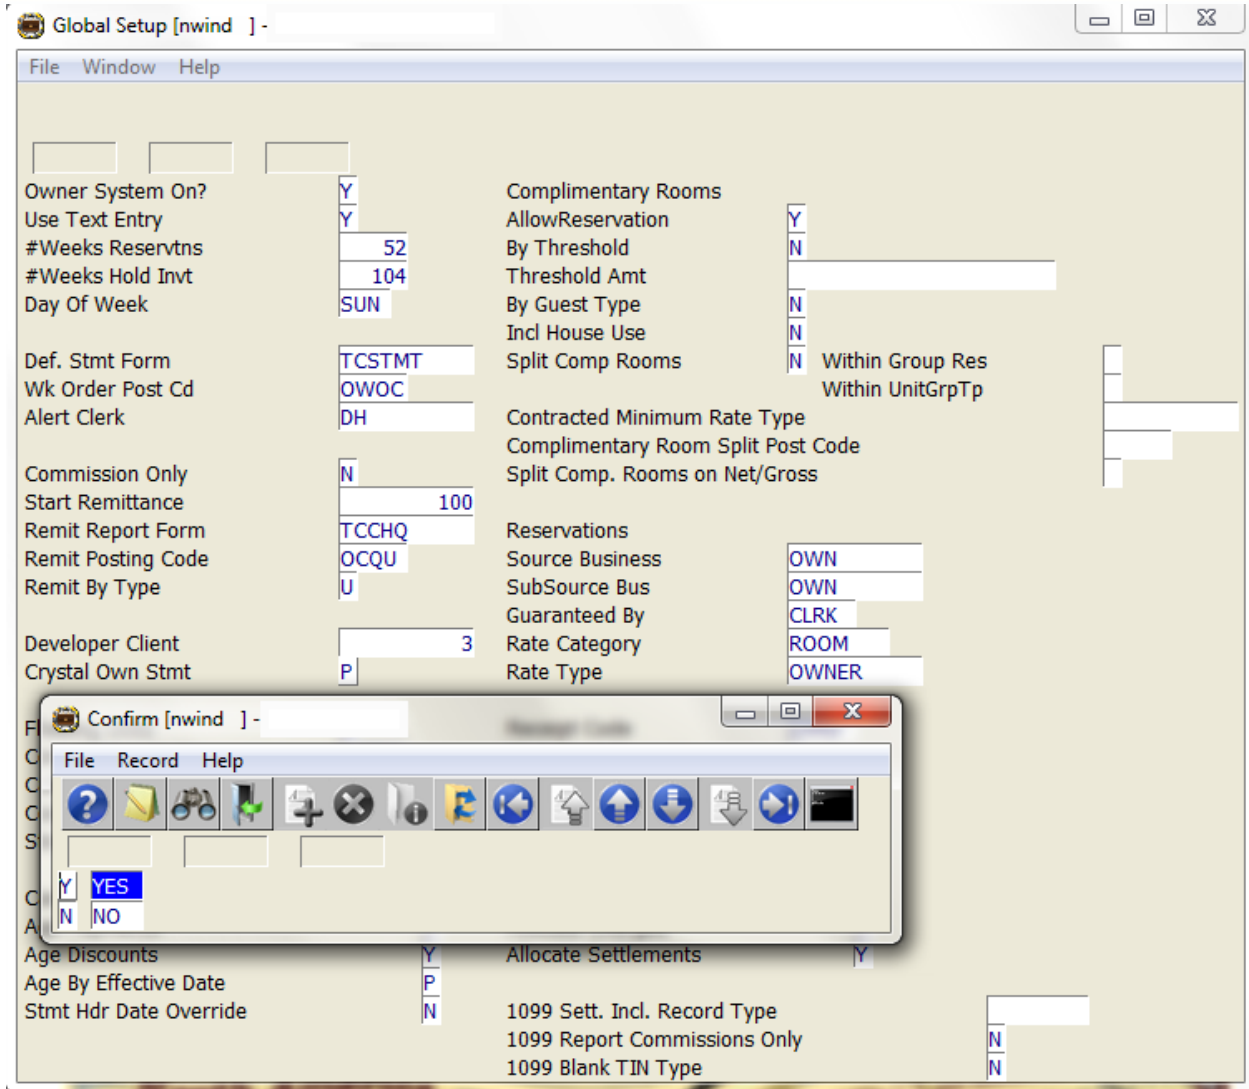 Global Setup [nwind ] -
File Window Help
Owner System On? Y Complimentary Rooms
Use Text Entry Y AllowReservation Y
#Weeks Reservtns 52 By Threshold N
#Weeks Hold Invt 104 Threshold Amt
Day Of Week SUN By Guest Type N
Incl House Use N
Def. Stmt Form TCSTMT Split Comp Rooms N Within Group Res
Wk Order Post Cd OWOC Within UnitGrpTp
Alert Clerk DH Contracted Minimum Rate Type
Complimentary Room Split Post Code
Commission Only N Split Comp. Rooms on Net/Gross
Start Remittance 100
Remit Report Form TCCHQ Reservations
Remit Posting Code OCQU Source Business OWN
Remit By Type U SubSource Bus OWN
Guaranteed By CLRK
Developer Client 3 Rate Category ROOM
Crystal Own Stmt P Rate Type OWNER
Confirm [nwind ] -
File Record Help
Y YES
N NO
Age Discounts Y Allocate Settlements Y
Age By Effective Date P
Stmt Hdr Date Override N 1099 Sett. Incl. Record Type
1099 Report Commissions Only N
1099 Blank TIN Type N